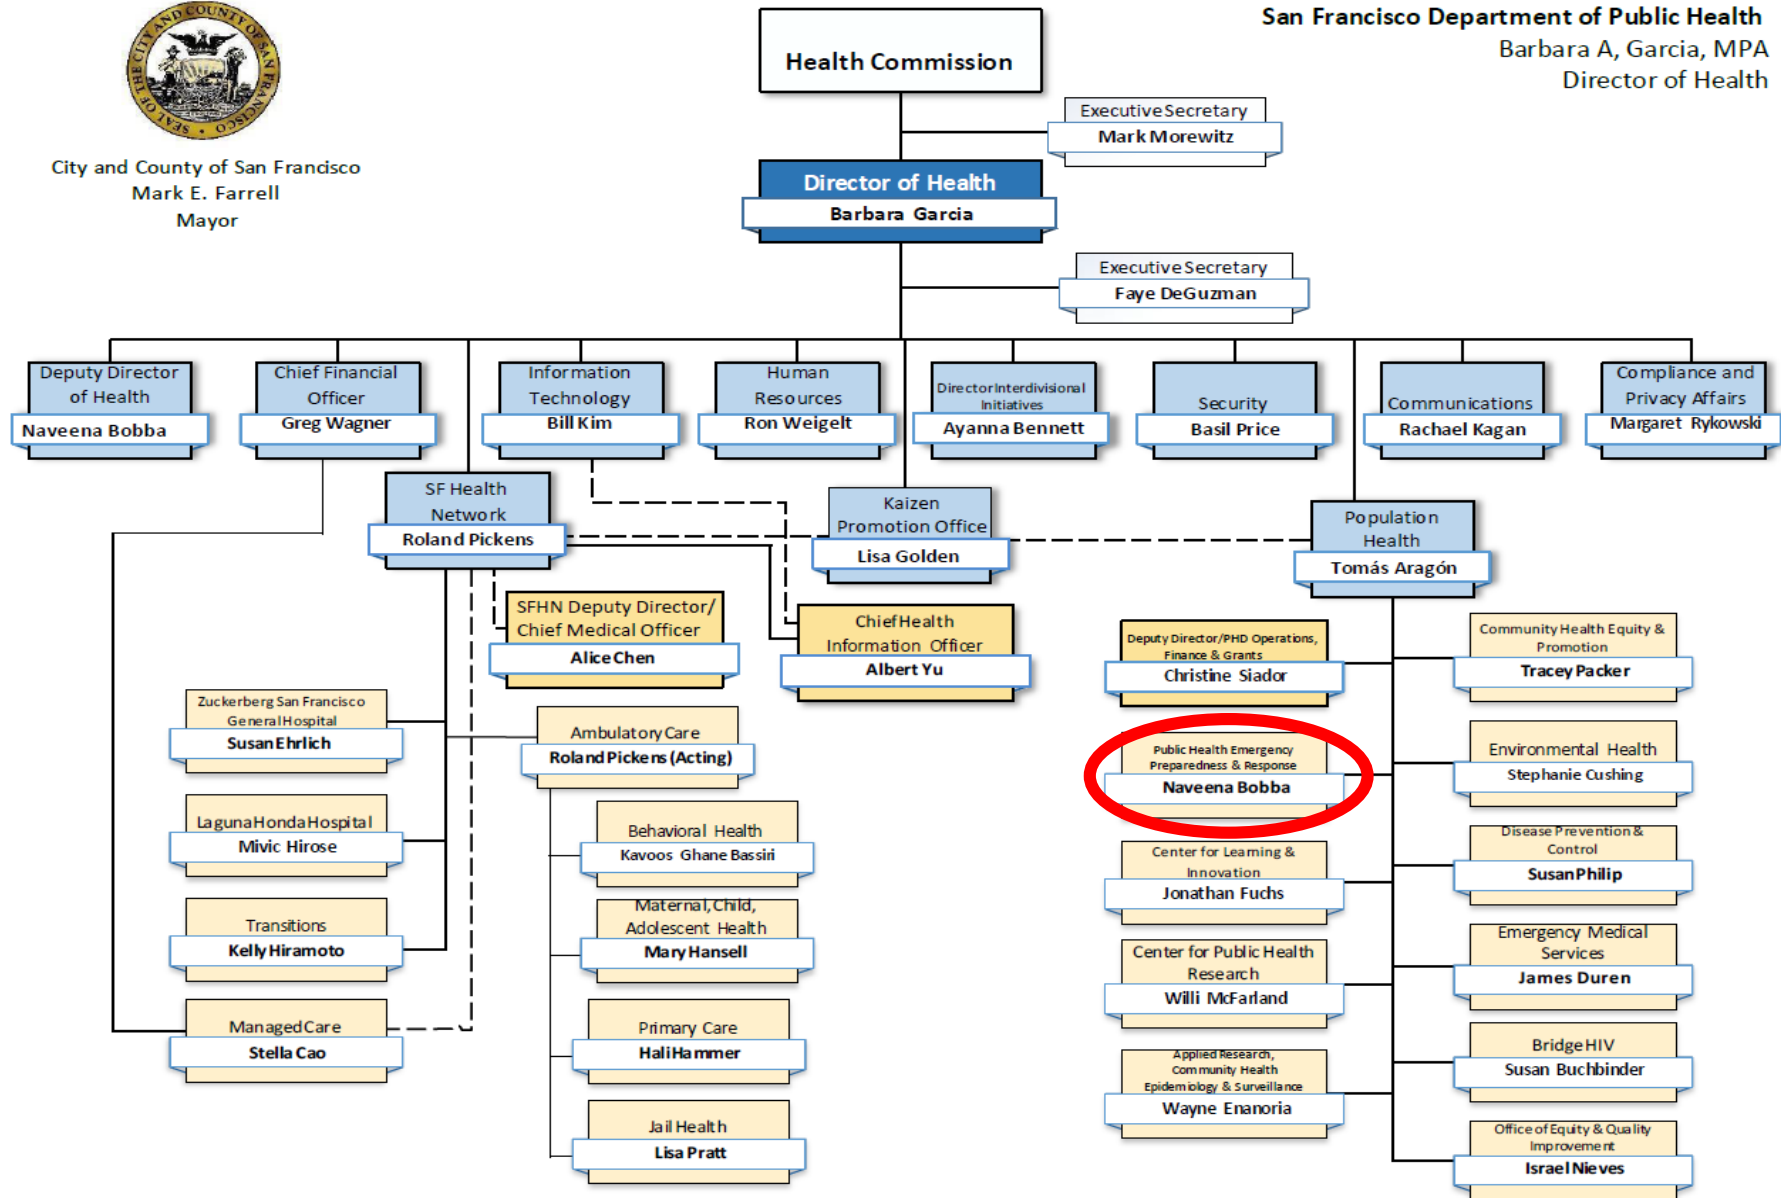 SEAL OF THE CITY AND COUNTY OF SAN FRANCISCO
City and County of San Francisco
Mark E. Farrell
Mayor
San Francisco Department of Public Health
Barbara A, Garcia, MPA
Director of Health
Health Commission
Executive Secretary
Mark Morewitz
Director of Health
Barbara Garcia
Executive Secretary
Faye DeGuzman
Deputy Director
of Health
Naveena Bobba
Chief Financial
Officer
Greg Wagner
Information
Technology
Bill Kim
Human
Resources
Ron Weigelt
Director Interdivisional
Initiatives
Ayanna Bennett
Security
Basil Price
Communications
Rachael Kagan
Compliance and
Privacy Affairs
Margaret Rykowski
SF Health
Network
Roland Pickens
Kaizen
Promotion Office
Lisa Golden
Population
Health
Tomás Aragón
SFHN Deputy Director/
Chief Medical Officer
Alice Chen
Chief Health
Information Officer
Albert Yu
Zuckerberg San Francisco
General Hospital
Susan Ehrlich
Laguna Honda Hospital
Mivic Hirose
Transitions
Kelly Hiramoto
Managed Care
Stella Cao
Ambulatory Care
Roland Pickens (Acting)
Behavioral Health
Kavoos Ghane Bassiri
Maternal, Child,
Adolescent Health
Mary Hansell
Primary Care
Hali Hammer
Jail Health
Lisa Pratt
Deputy Director/PHD Operations,
Finance & Grants
Christine Siador
Public Health Emergency
Preparedness & Response
Naveena Bobba
Center for Learning &
Innovation
Jonathan Fuchs
Center for Public Health
Research
Willi McFarland
Applied Research,
Community Health
Epidemiology & Surveillance
Wayne Enanoria
Community Health Equity &
Promotion
Tracey Packer
Environmental Health
Stephanie Cushing
Disease Prevention &
Control
Susan Philip
Emergency Medical
Services
James Duren
Bridge HIV
Susan Buchbinder
Office of Equity & Quality
Improvement
Israel Nieves